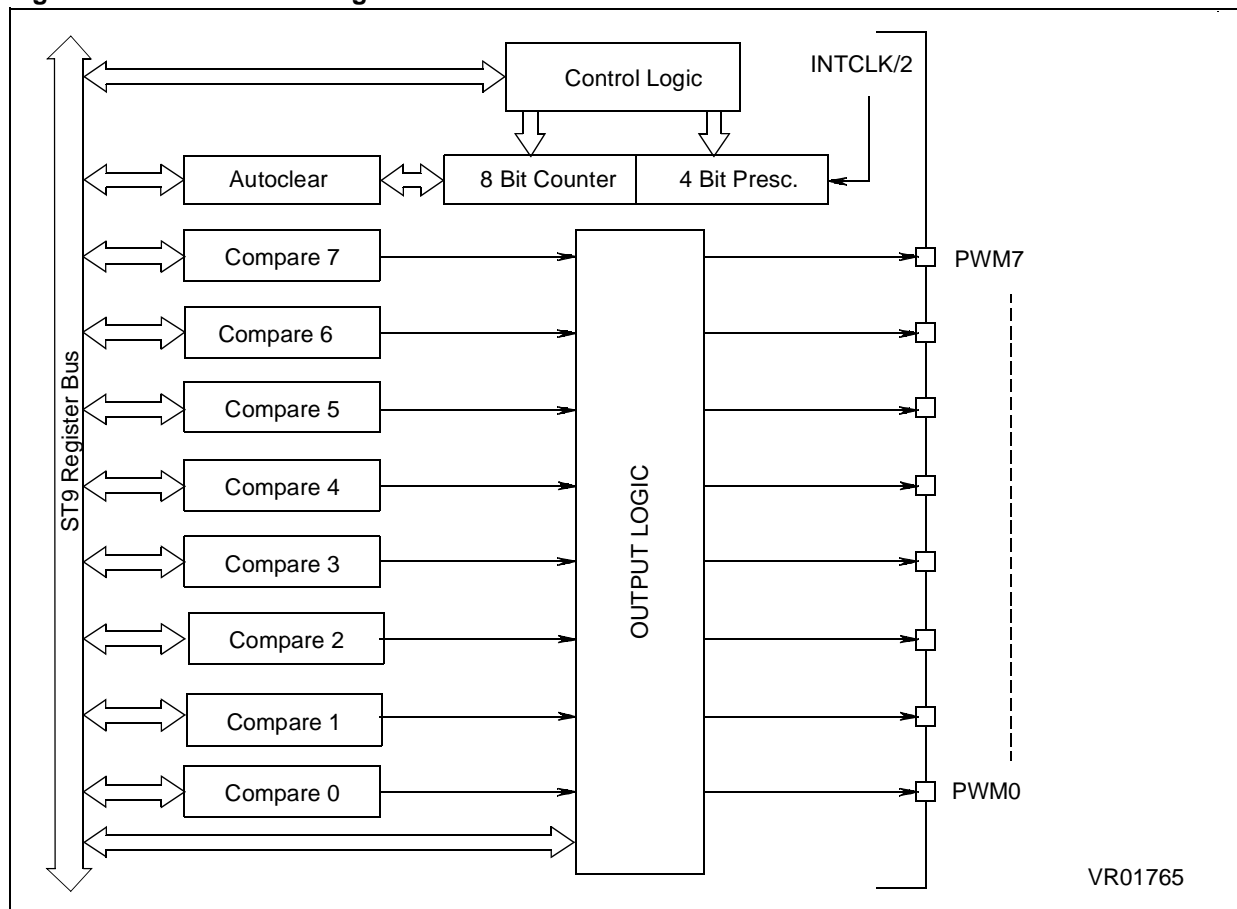 Control Logic
INTCLK/2
Autoclear
8 Bit Counter
4 Bit Presc.
ST9 Register Bus
Compare 7
PWM7
Compare 6
Compare 5
Compare 4
OUTPUT LOGIC
Compare 3
Compare 2
Compare 1
Compare 0
PWM0
VR01765